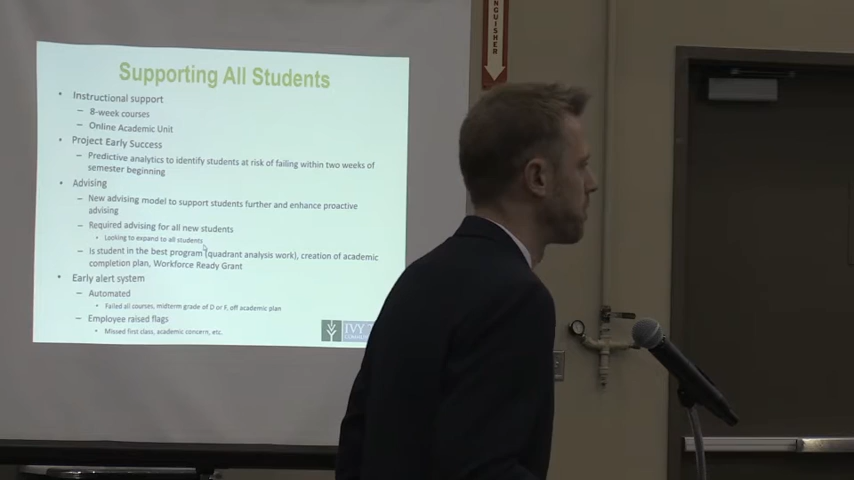 INGUISHER
Supporting All Students
• Instructional support
– 8-week courses
– Online Academic Unit
• Project Early Success
– Predictive analytics to identify students at risk of failing within two weeks of
semester beginning
• Advising
– New advising model to support students further and enhance proactive
advising
– Required advising for all new students
• Looking to expand to all students
– Is student in the best program (quadrant analysis work), creation of academic
completion plan, Workforce Ready Grant
• Early alert system
– Automated
• Failed all courses, midterm grade of D or F, off academic plan
– Employee raised flags
• Missed first class, academic concern, etc.
IVY